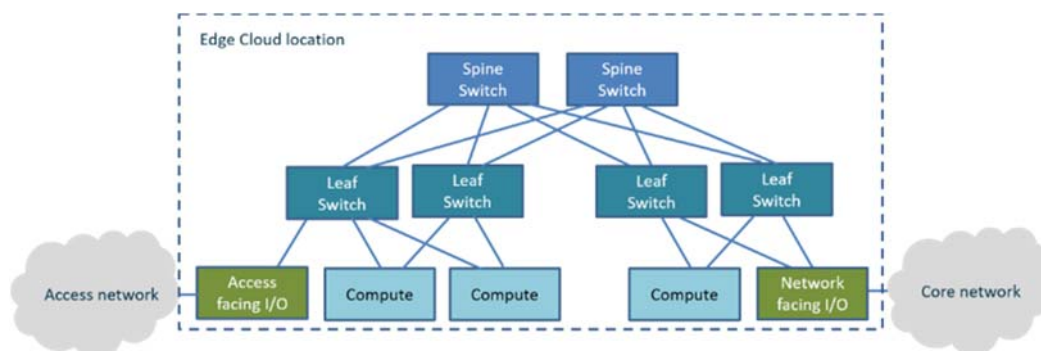 Edge Cloud location
Spine
Switch
Spine
Switch
Leaf
Switch
Leaf
Switch
Leaf
Switch
Leaf
Switch
Access network
Access
facing I/O
Compute
Compute
Compute
Network
facing I/O
Core network